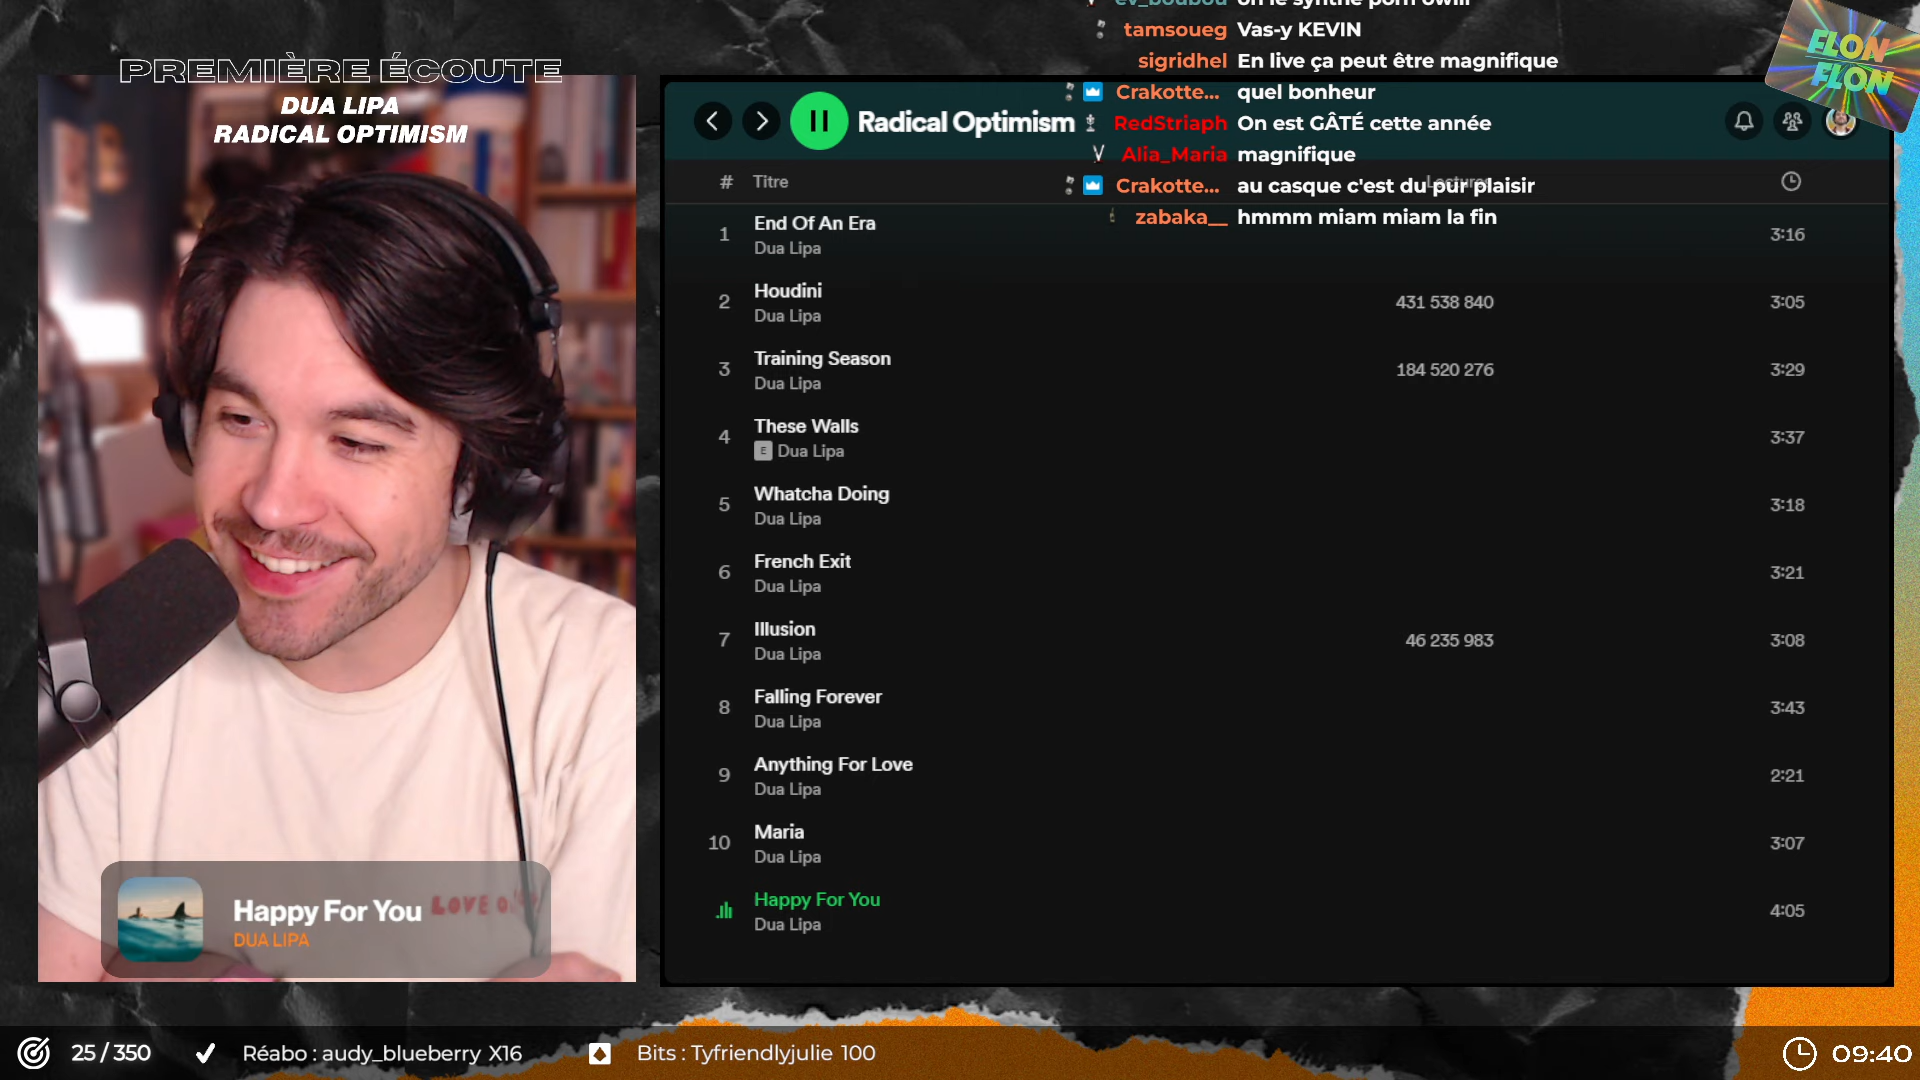 PREMIÈRE ÉCOUTE
DUA LIPA
RADICAL OPTIMISM
tamsoueg Vas-y KEVIN
sigridhel En live ça peut être magnifique
Crakotte... quel bonheur
RedStriaph On est GÂTÉ cette année
Alia_Maria magnifique
Crakotte... au casque c'est du pur plaisir
zabaka__ hmmm miam miam la fin
FLON
FLON
Radical Optimism
# Titre
1 End Of An Era 3:16
Dua Lipa
2 Houdini 431 538 840 3:05
Dua Lipa
3 Training Season 184 520 276 3:29
Dua Lipa
4 These Walls 3:37
E Dua Lipa
5 Whatcha Doing 3:18
Dua Lipa
6 French Exit 3:21
Dua Lipa
7 Illusion 46 235 983 3:08
Dua Lipa
8 Falling Forever 3:43
Dua Lipa
9 Anything For Love 2:21
Dua Lipa
10 Maria 3:07
Dua Lipa
Happy For You 4:05
Dua Lipa
Happy For You
DUA LIPA
LOVE
25 / 350
Réabo : audy_blueberry X16
Bits : Tyfriendlyjulie 100
09:40